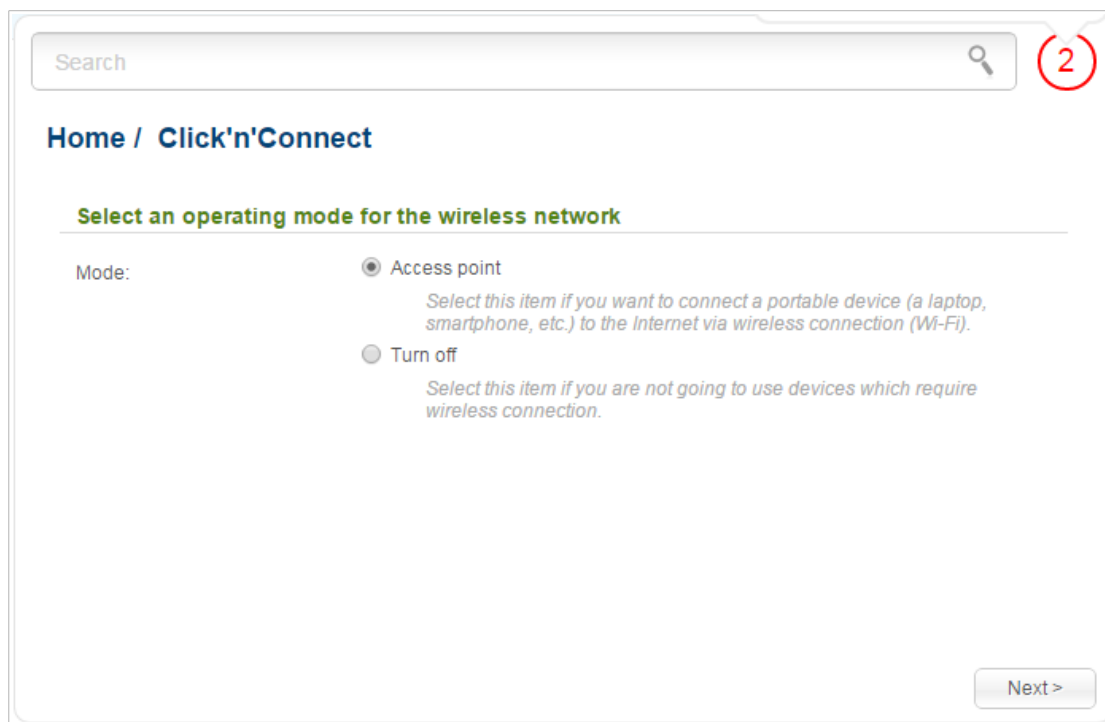 Search
2
Home / Click'n'Connect
Select an operating mode for the wireless network
Mode:
Access point
Select this item if you want to connect a portable device (a laptop,
smartphone, etc.) to the Internet via wireless connection (Wi-Fi).
Turn off
Select this item if you are not going to use devices which require
wireless connection.
Next >